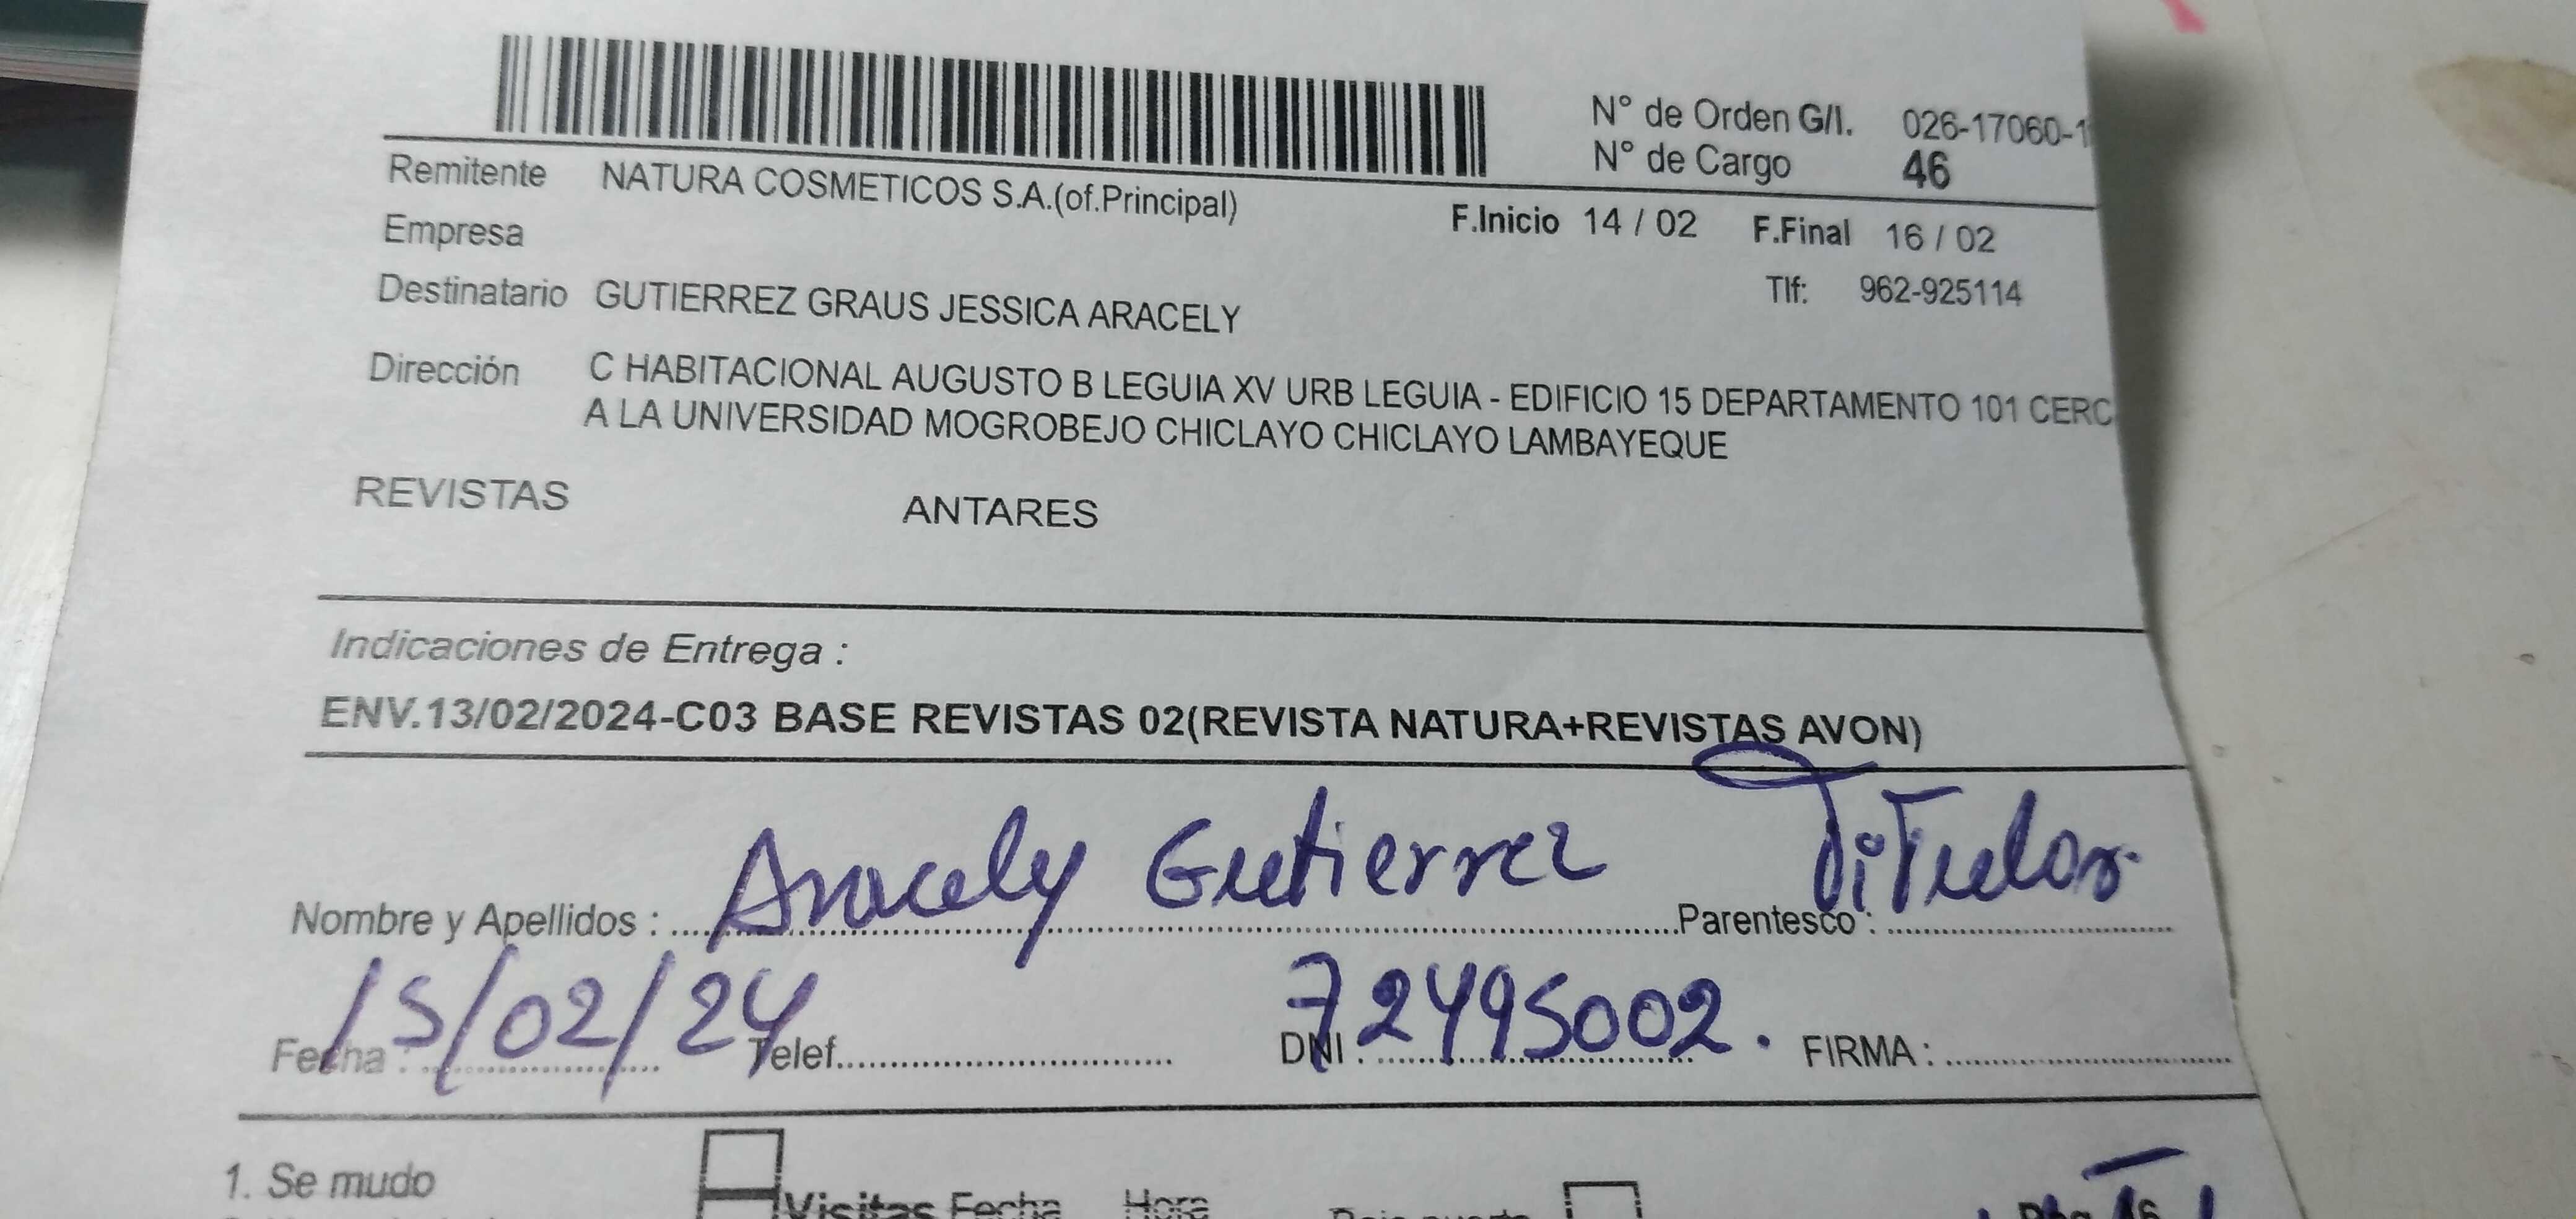 N° de Orden G/I. 026-17060-1
N° de Cargo 46
Remitente NATURA COSMETICOS S.A.(of.Principal)
F.Inicio 14 / 02 F.Final 16 / 02
Empresa
Tlf: 962-925114
Destinatario GUTIERREZ GRAUS JESSICA ARACELY
Dirección C HABITACIONAL AUGUSTO B LEGUIA XV URB LEGUIA - EDIFICIO 15 DEPARTAMENTO 101 CERC
A LA UNIVERSIDAD MOGROBEJO CHICLAYO CHICLAYO LAMBAYEQUE
REVISTAS ANTARES
Indicaciones de Entrega :
ENV.13/02/2024-C03 BASE REVISTAS 02(REVISTA NATURA+REVISTAS AVON)
Nombre y Apellidos : Aracely Gutierrez Parentesco : Titular
Fecha : 15/02/24 Telef. DNI : 72495002. FIRMA :
1. Se mudo
Visitas Fecha Hora